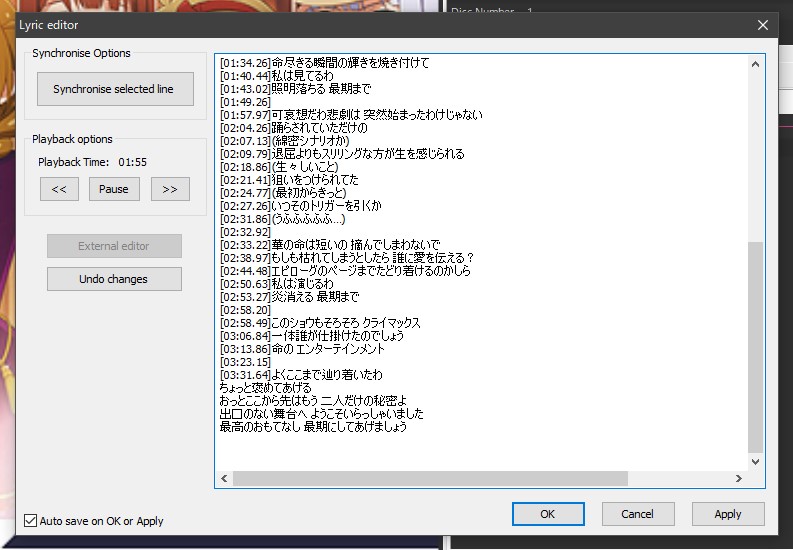 Disc Number 1
Lyric editor
Synchronise Options
Synchronise selected line
Playback options
Playback Time: 01:55
<< Pause >>
External editor
Undo changes
[01:34.26]命尽きる瞬間の輝きを焼き付けて
[01:40.44]私は見てるわ
[01:43.02]照明落ちる 最期まで
[01:49.26]
[01:57.97]可哀想だわ悲劇は 突然始まったわけじゃない
[02:04.26]踊らされていただけの
[02:07.13](綿密シナリオか)
[02:09.79]退屈よりもスリリングな方が生を感じられる
[02:18.86](生々しいこと)
[02:21.41]狙いをつけられてた
[02:24.77](最初からきっと)
[02:27.26]いつそのトリガーを引くか
[02:31.86](うふふふふふ…)
[02:32.92]
[02:33.22]華の命は短いの 摘んでしまわないで
[02:38.97]もしも枯れてしまうとしたら 誰に愛を伝える？
[02:44.48]エピローグのページまでたどり着けるのかしら
[02:50.63]私は演じるわ
[02:53.27]炎消える 最期まで
[02:58.20]
[02:58.49]このショウもそろそろ クライマックス
[03:06.84]一体誰が仕掛けたのでしょう
[03:13.86]命の エンターテインメント
[03:23.15]
[03:31.64]よくここまで辿り着いたわ
ちょっと褒めてあげる
おっとここから先はもう 二人だけの秘密よ
出口のない舞台へ ようこそいらっしゃいました
最高のおもてなし 最期にしてあげましょう
Auto save on OK or Apply
OK Cancel Apply